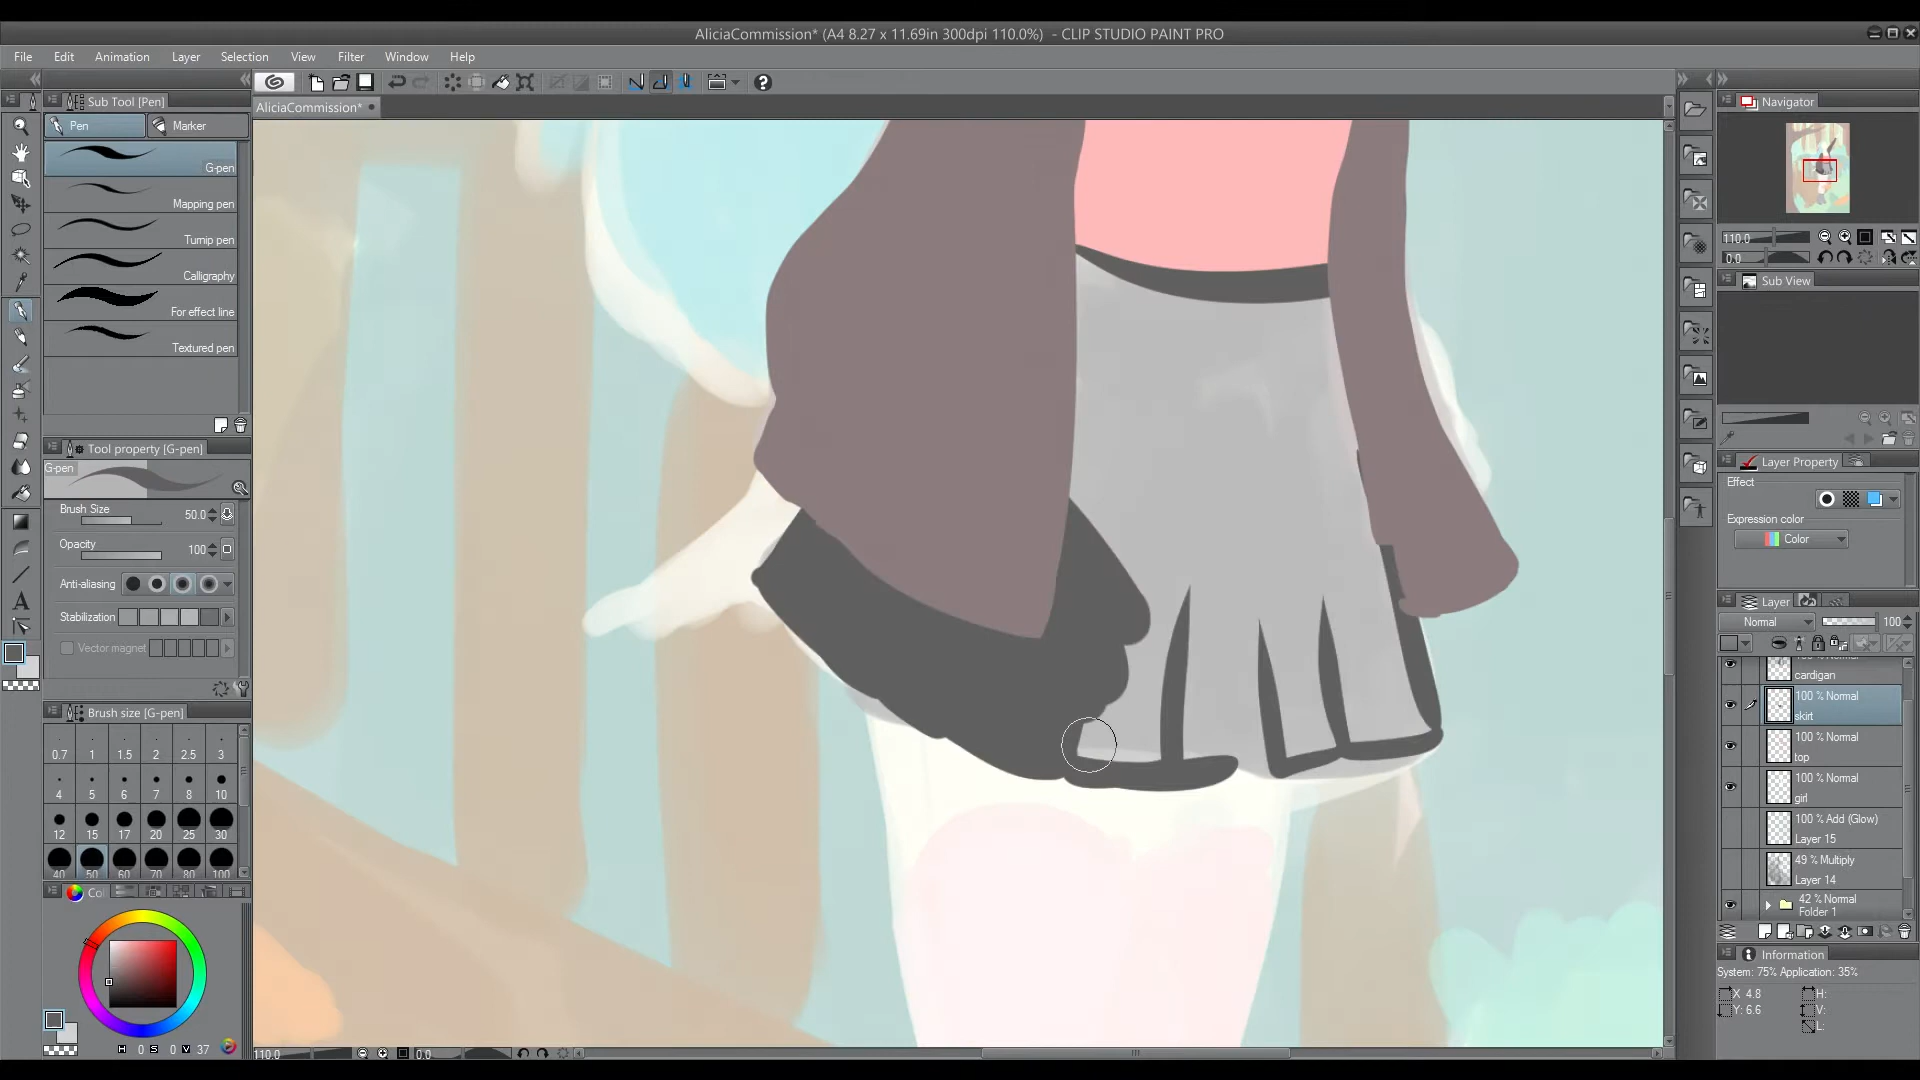 AliciaCommission* (A4 8.27 x 11.69in 300dpi 110.0%) - CLIP STUDIO PAINT PRO
File Edit Animation Layer Selection View Filter Window Help
Sub Tool [Pen]
AliciaCommission*
Navigator
Pen Marker
G-pen
Mapping pen
Turnip pen
Calligraphy
For effect line
Textured pen
110.0
0.0
Sub View
Tool property [G-pen]
G-pen
Brush Size 50.0
Opacity 100
Anti-aliasing
Stabilization
Vector magnet
Layer Property
Effect
Expression color
Color
Layer
Normal 100
cardigan
100 % Normal
skirt
100 % Normal
top
100 % Normal
girl
100 % Add (Glow)
Layer 15
49 % Multiply
Layer 14
42 % Normal
Folder 1
Brush size [G-pen]
0.7 1 1.5 2 2.5 3
4 5 6 7 8 10
12 15 17 20 25 30
40 50 60 70 80 100
Col
H 0 S 0 V 37
110.0 0.0
Information
System: 75% Application: 35%
X 4.8 H:
Y: 6.6 V:
L: